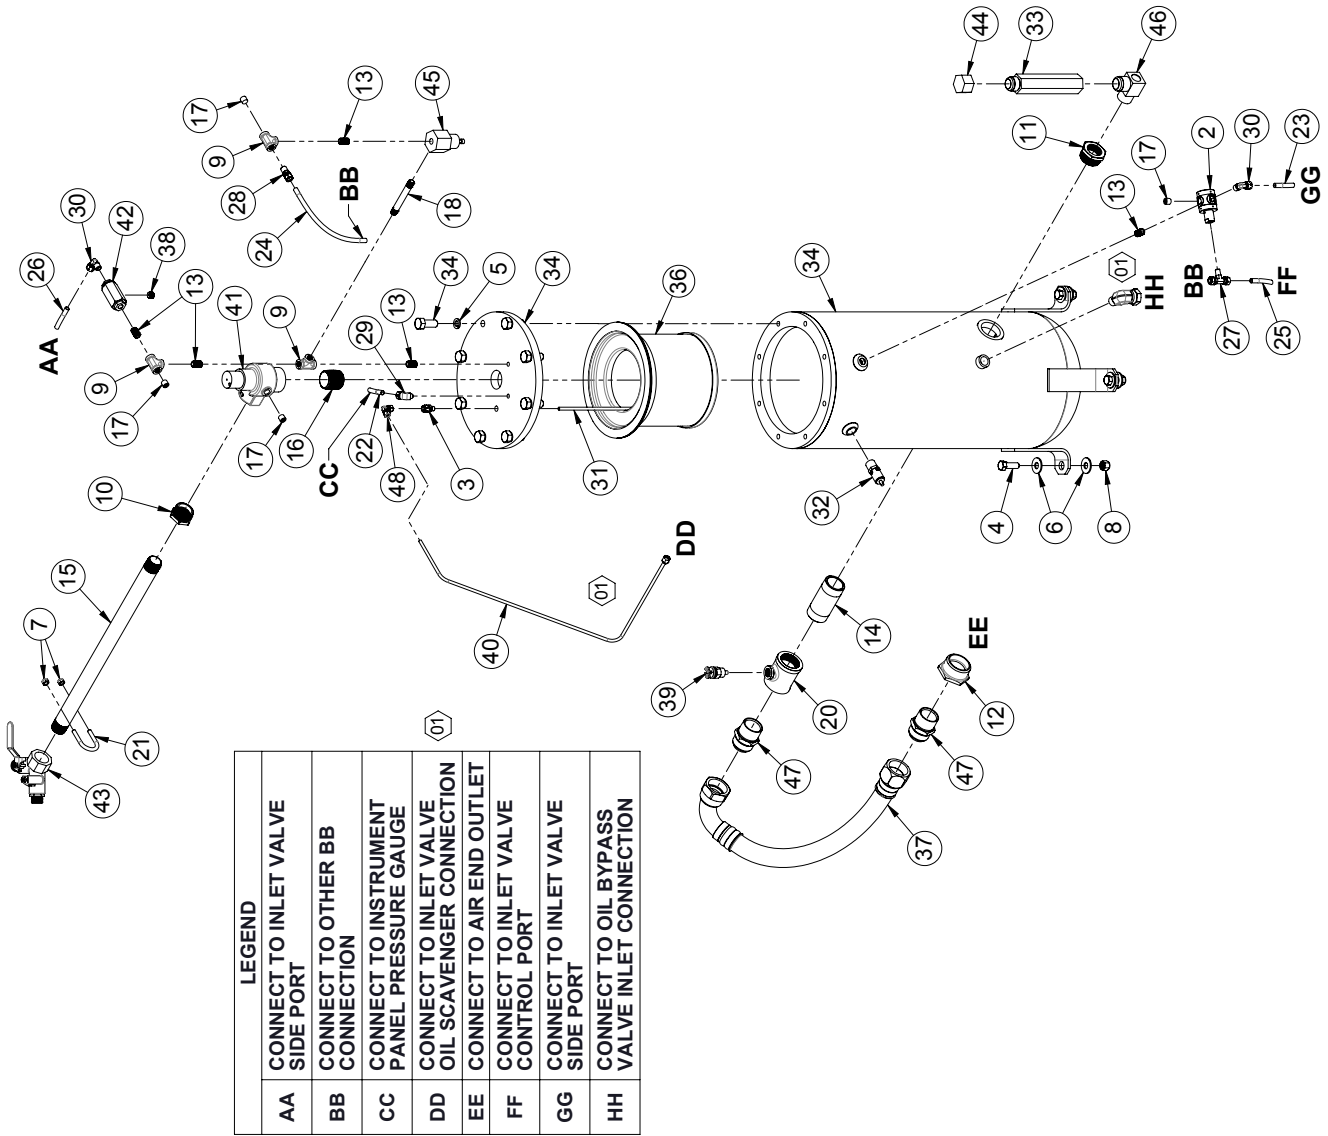 LEGEND
AA CONNECT TO INLET VALVE
SIDE PORT
BB CONNECT TO OTHER BB
CONNECTION
CC CONNECT TO INSTRUMENT
PANEL PRESSURE GAUGE
DD CONNECT TO INLET VALVE
OIL SCAVENGER CONNECTION
EE CONNECT TO AIR END OUTLET
FF CONNECT TO INLET VALVE
CONTROL PORT
GG CONNECT TO INLET VALVE
SIDE PORT
HH CONNECT TO OIL BYPASS
VALVE INLET CONNECTION
01
43
21
7
15
10
AA
26
30
42
38
13
9
17
41
17
16
9
17
9
28
24
BB
13
45
18
CC
22
29
13
48
3
34
5
34
31
36
40
01
DD
39
20
47
14
37
47
12
EE
32
34
4
6
8
44
33
46
11
13
17
2
30
23
GG
01
HH
BB
27
FF
25